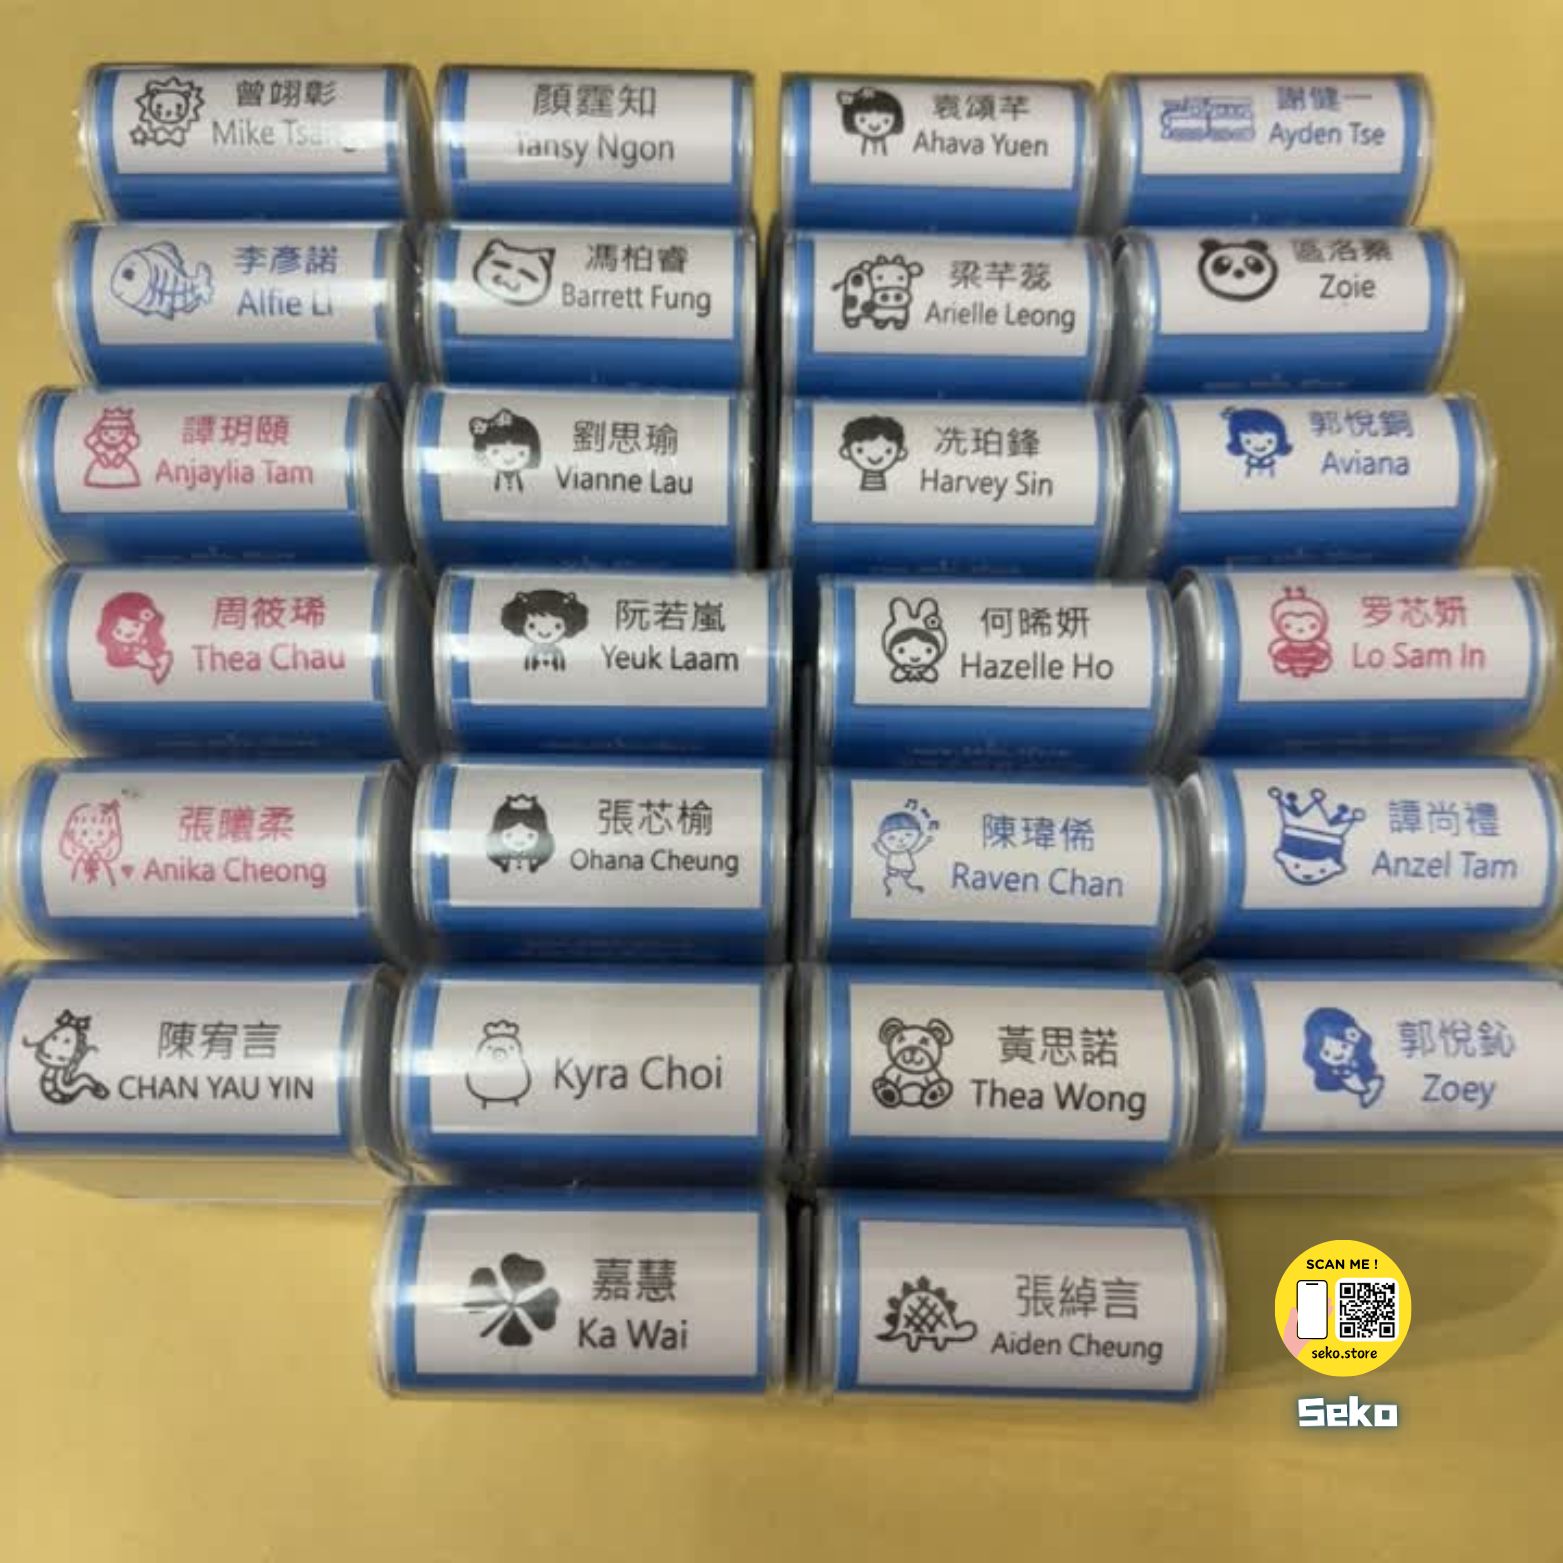 曾翊彰
Mike Tsang
顏霆知
Tansy Ngon
袁頌芊
Ahava Yuen
謝健一
Ayden Tse
李彥諾
Alfie Li
馮柏睿
Barrett Fung
梁芊蕊
Arielle Leong
區洛蓁
Zoie
譚玥頤
Anjaylia Tam
劉思瑜
Vianne Lau
冼珀鋒
Harvey Sin
郭悅
Aviana
周筱琋
Thea Chau
阮若嵐
Yeuk Laam
何晞妍
Hazelle Ho
罗芯妍
Lo Sam In
張曦柔
Anika Cheong
張芯榆
Ohana Cheung
陳瑋俙
Raven Chan
譚尚禮
Anzel Tam
陳宥言
CHAN YAU YIN
Kyra Choi
黃思諾
Thea Wong
郭悅鈊
Zoey
嘉慧
Ka Wai
張綽言
Aiden Cheung
SCAN ME !
seko.store
Seko